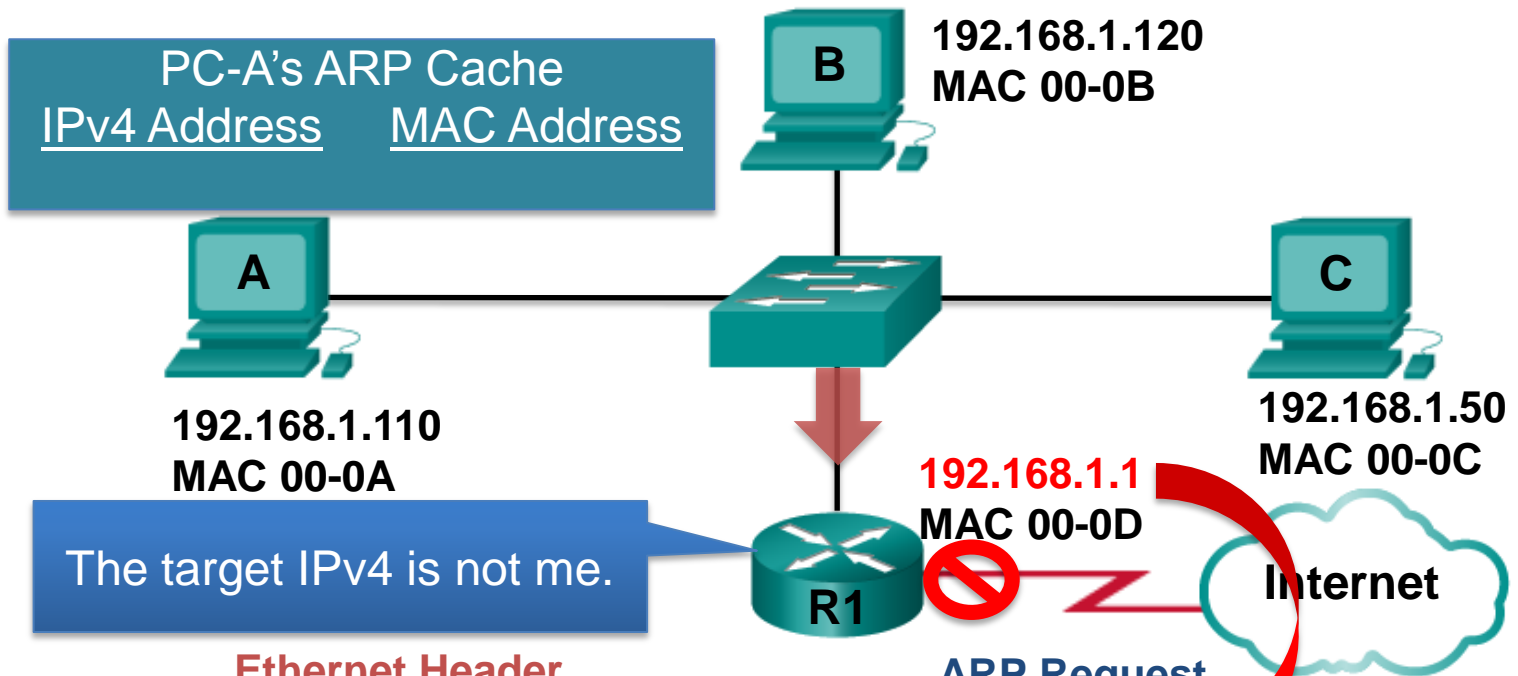 PC-A’s ARP Cache
IPv4 Address MAC Address
B
192.168.1.120
MAC 00-0B
A
192.168.1.110
MAC 00-0A
C
192.168.1.50
MAC 00-0C
192.168.1.1
MAC 00-0D
The target IPv4 is not me.
R1
Internet
Ethernet Header
ARP Request